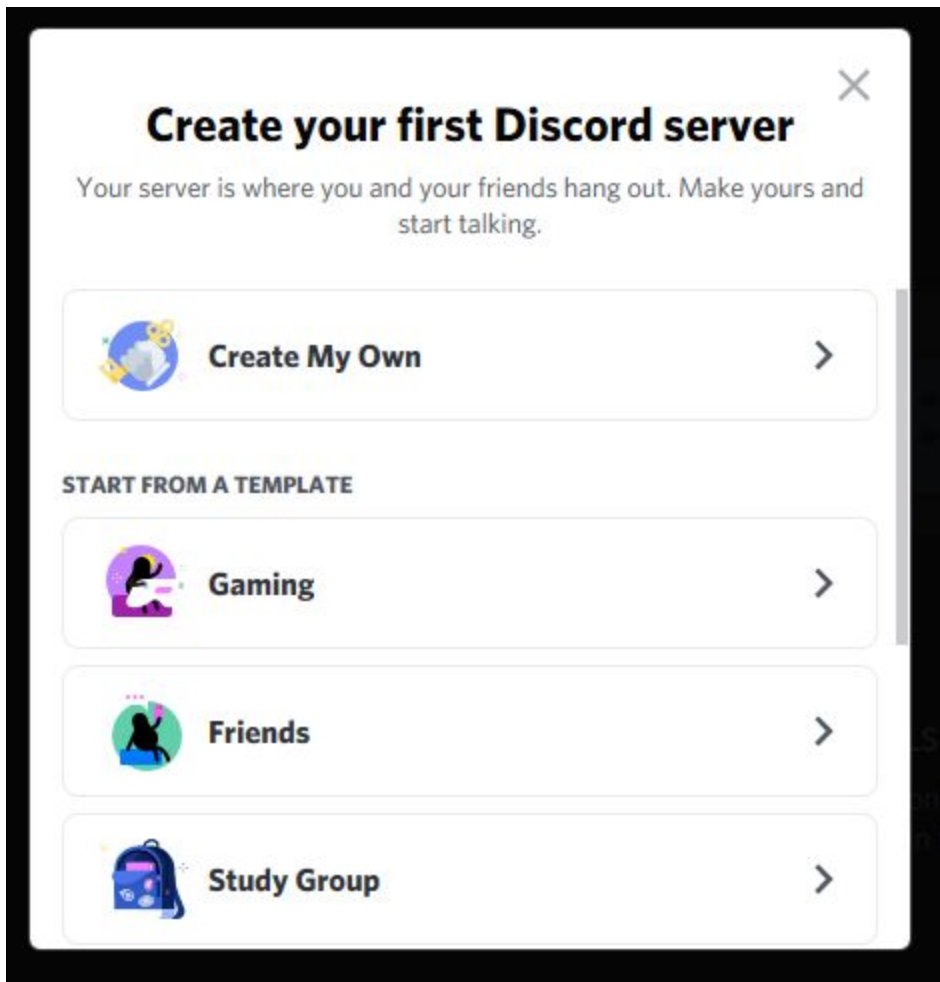 Create your first Discord server
Your server is where you and your friends hang out. Make yours and
start talking.
Create My Own
START FROM A TEMPLATE
Gaming
Friends
Study Group